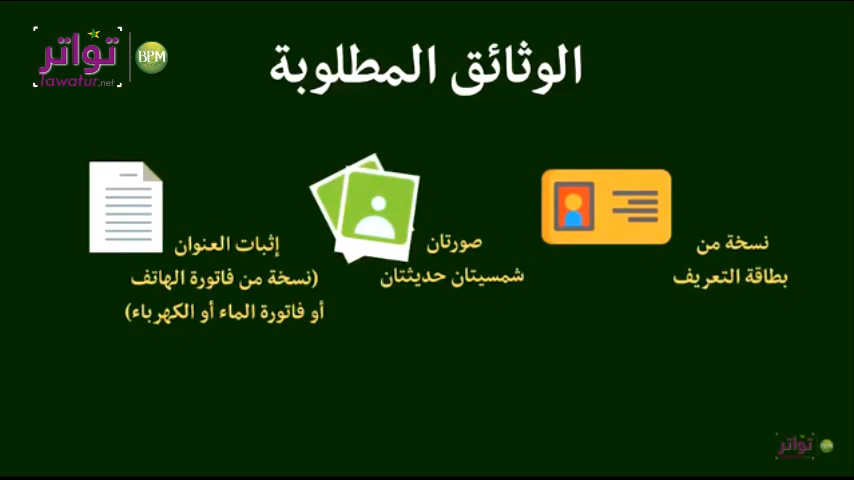 تواتر
BPM
tawatur.net
الوثائق المطلوبة
نسخة من
بطاقة التعريف
صورتان
شمسيتان حديثتان
إثبات العنوان
(نسخة من فاتورة الهاتف
أو فاتورة الماء أو الكهرباء)
تواتر